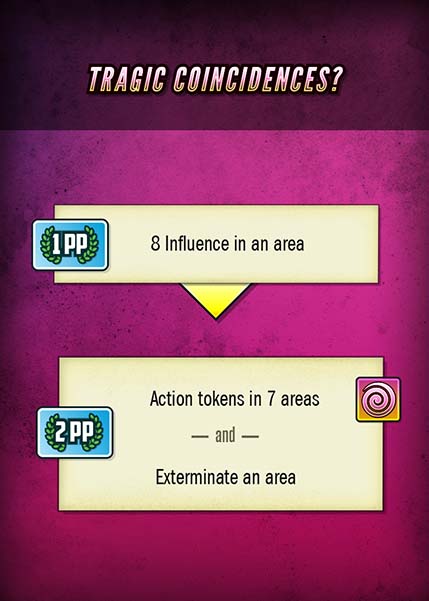 TRAGIC COINCIDENCES?
1 PP
8 Influence in an area
2 PP
Action tokens in 7 areas
— and —
Exterminate an area